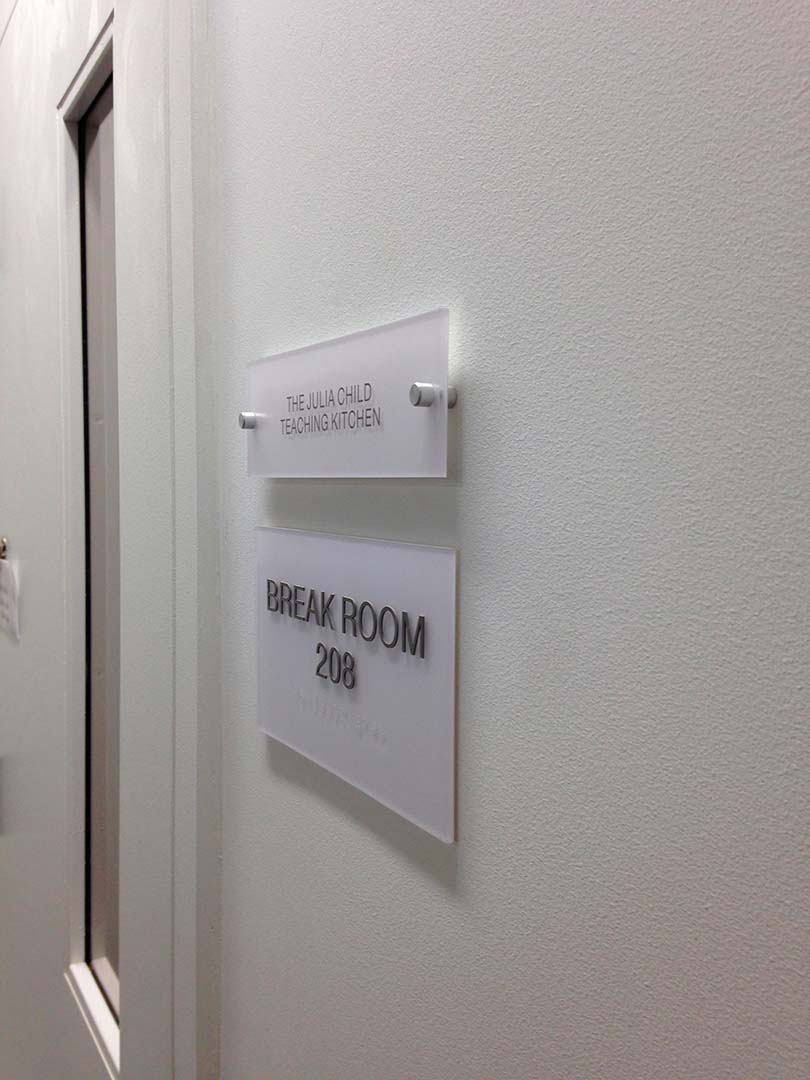 THE JULIA CHILD
TEACHING KITCHEN
BREAK ROOM
208